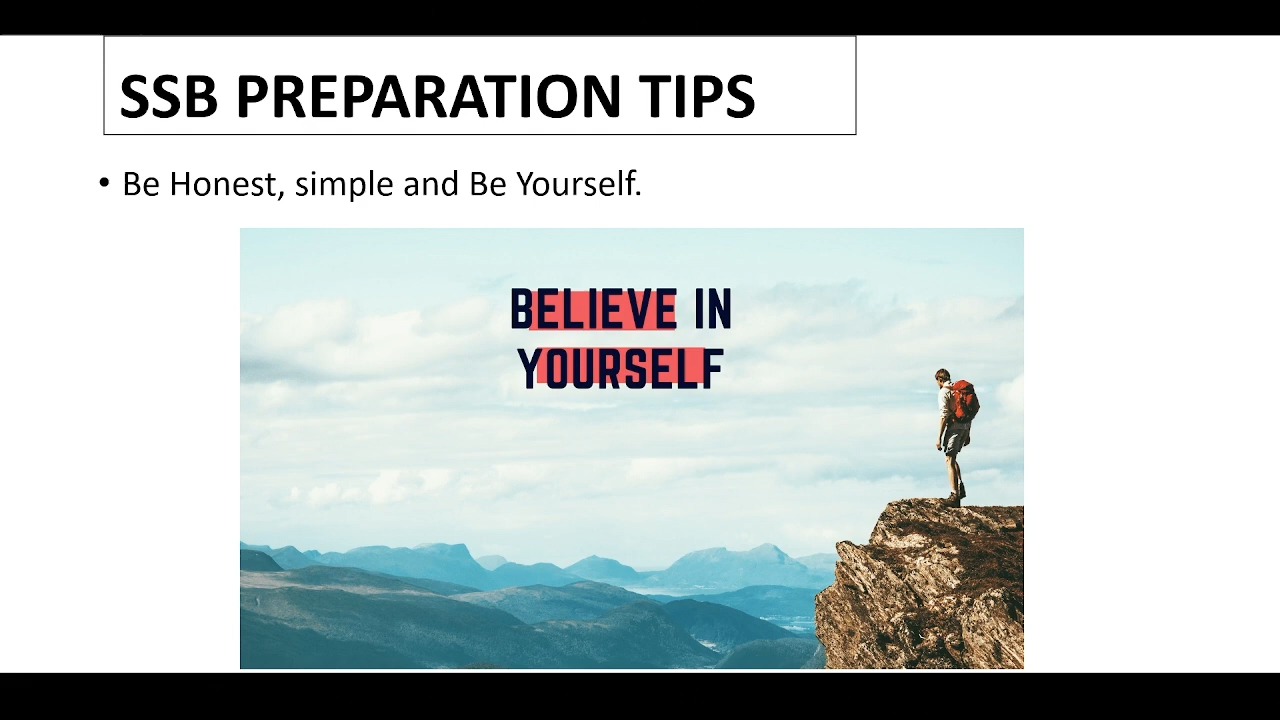 SSB PREPARATION TIPS
• Be Honest, simple and Be Yourself.
BELIEVE IN
YOURSELF